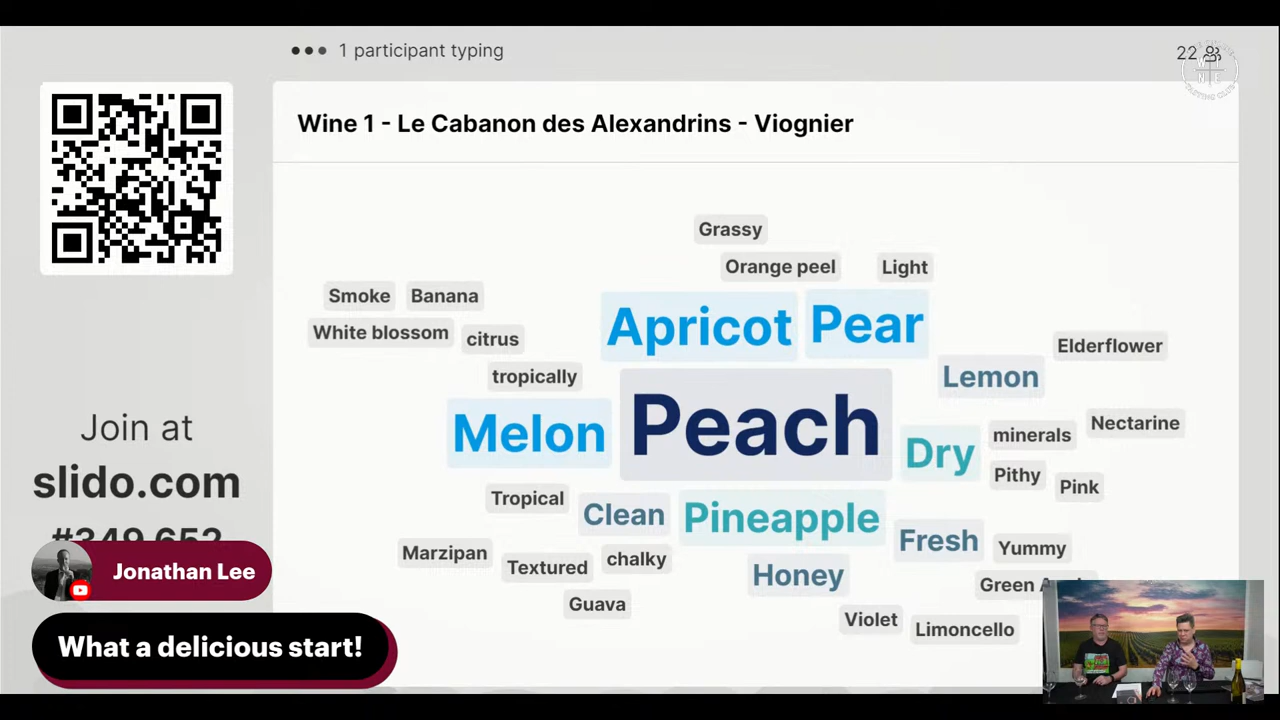 1 participant typing
22
Wine 1 - Le Cabanon des Alexandrins - Viognier
Grassy
Orange peel
Light
Smoke
Banana
White blossom
citrus
Apricot
Pear
Elderflower
tropically
Lemon
Melon
Peach
Dry
minerals
Nectarine
Pithy
Pink
Tropical
Clean
Pineapple
Fresh
Yummy
Marzipan
Textured
chalky
Honey
Green
Guava
Violet
Limoncello
Join at
slido.com
#349 652
Jonathan Lee
What a delicious start!